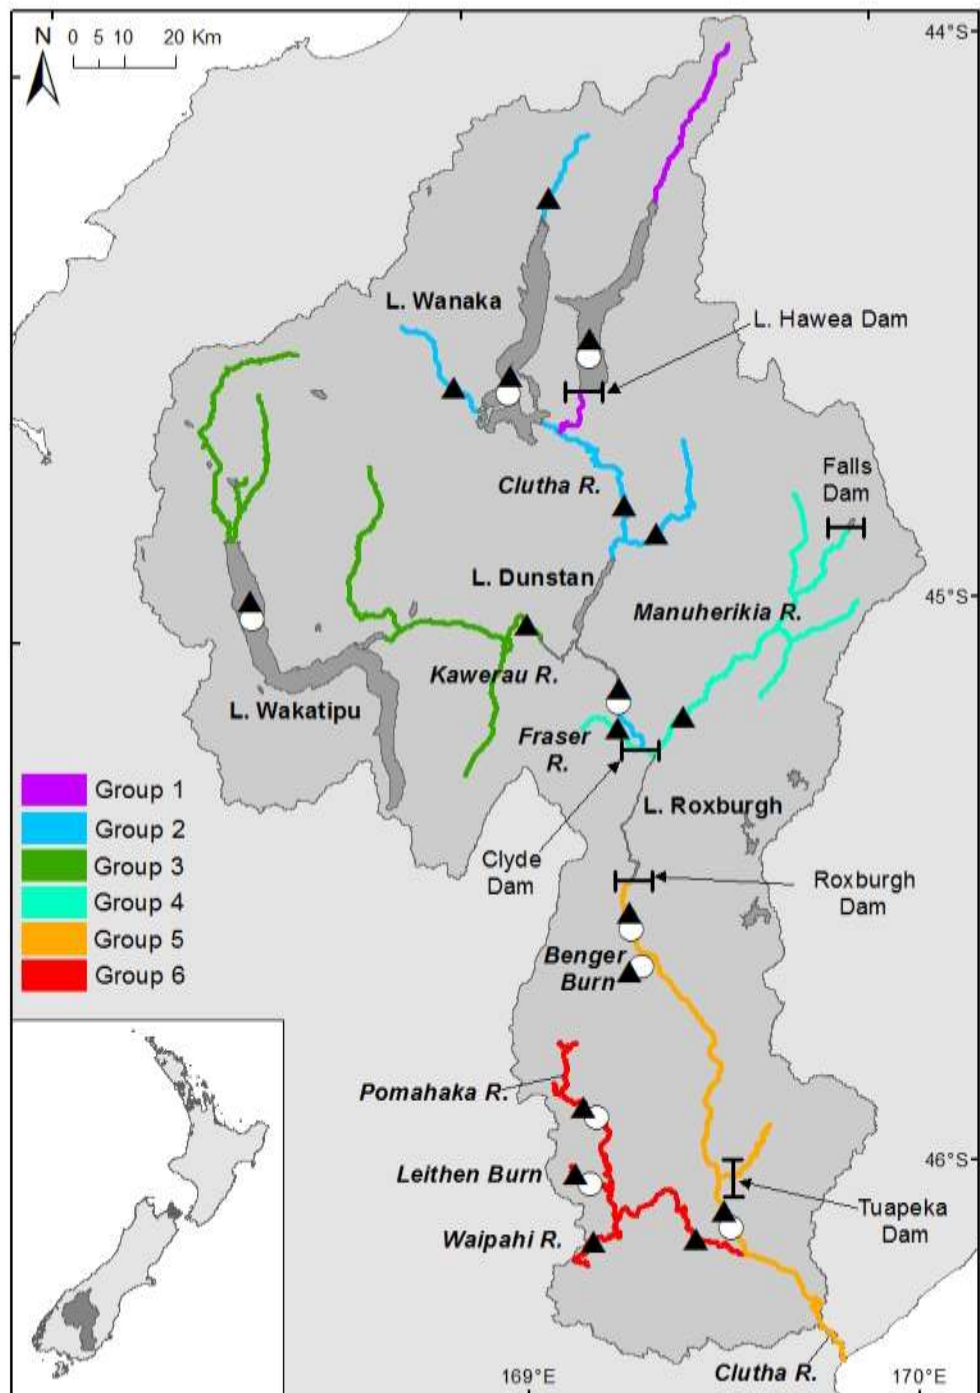 N 0 5 10 20 Km
44°S
L. Wanaka
L. Hawea Dam
Falls
Dam
Clutha R.
L. Dunstan
45°S
Manuherikia R.
Kawerau R.
L. Wakatipu
Fraser
R.
L. Roxburgh
Group 1
Group 2
Group 3
Group 4
Group 5
Group 6
Clyde
Dam
Roxburgh
Dam
Benger
Burn
Pomahaka R.
46°S
Leithen Burn
Tuapeka
Dam
Waipahi R.
Clutha R.
169°E
170°E